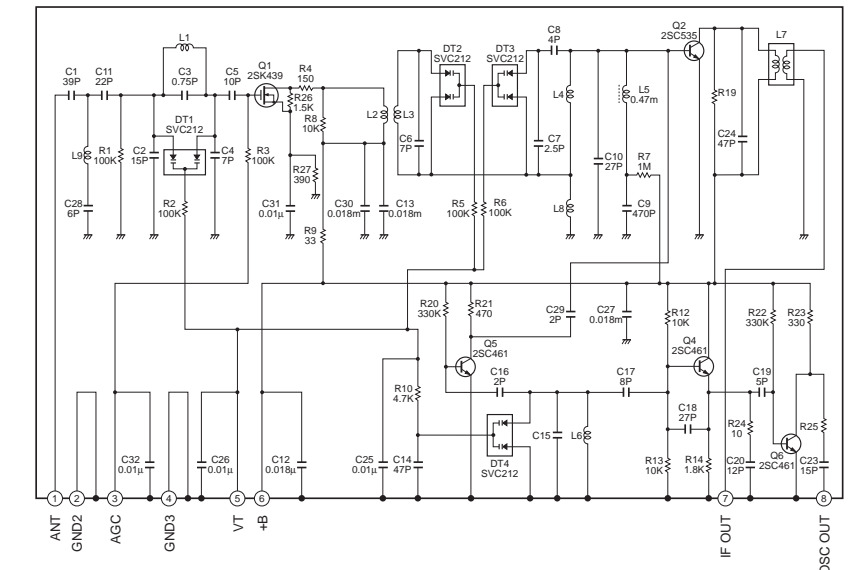 L1
C1
39P
C11
22P
C3
0.75P
C5
10P
Q1
2SK439
R4
150
R26
1.5K
R8
10K
L2
L3
DT2
SVC212
DT3
SVC212
C8
4P
Q2
2SC535
L7
L4
L5
0.47m
R19
DT1
SVC212
L9
R1
100K
C2
15P
C4
7P
R3
100K
R27
390
C6
7P
C7
2.5P
C10
27P
R7
1M
C24
47P
C28
6P
R2
100K
C31
0.01μ
C30
0.018m
C13
0.018m
R5
100K
R6
100K
L8
C9
470P
R9
33
R20
330K
R21
470
C29
2P
C27
0.018m
R12
10K
R22
330K
R23
330
Q5
2SC461
Q4
2SC461
C16
2P
C17
8P
C19
5P
R10
4.7K
C18
27P
R24
10
R25
DT4
SVC212
C15
L6
Q6
2SC461
C32
0.01μ
C26
0.01μ
C12
0.018μ
C25
0.01μ
C14
47P
R13
10K
R14
1.8K
C20
12P
C23
15P
1
2
3
4
5
6
7
8
ANT
GND2
AGC
GND3
VT
+B
IF OUT
OSC OUT